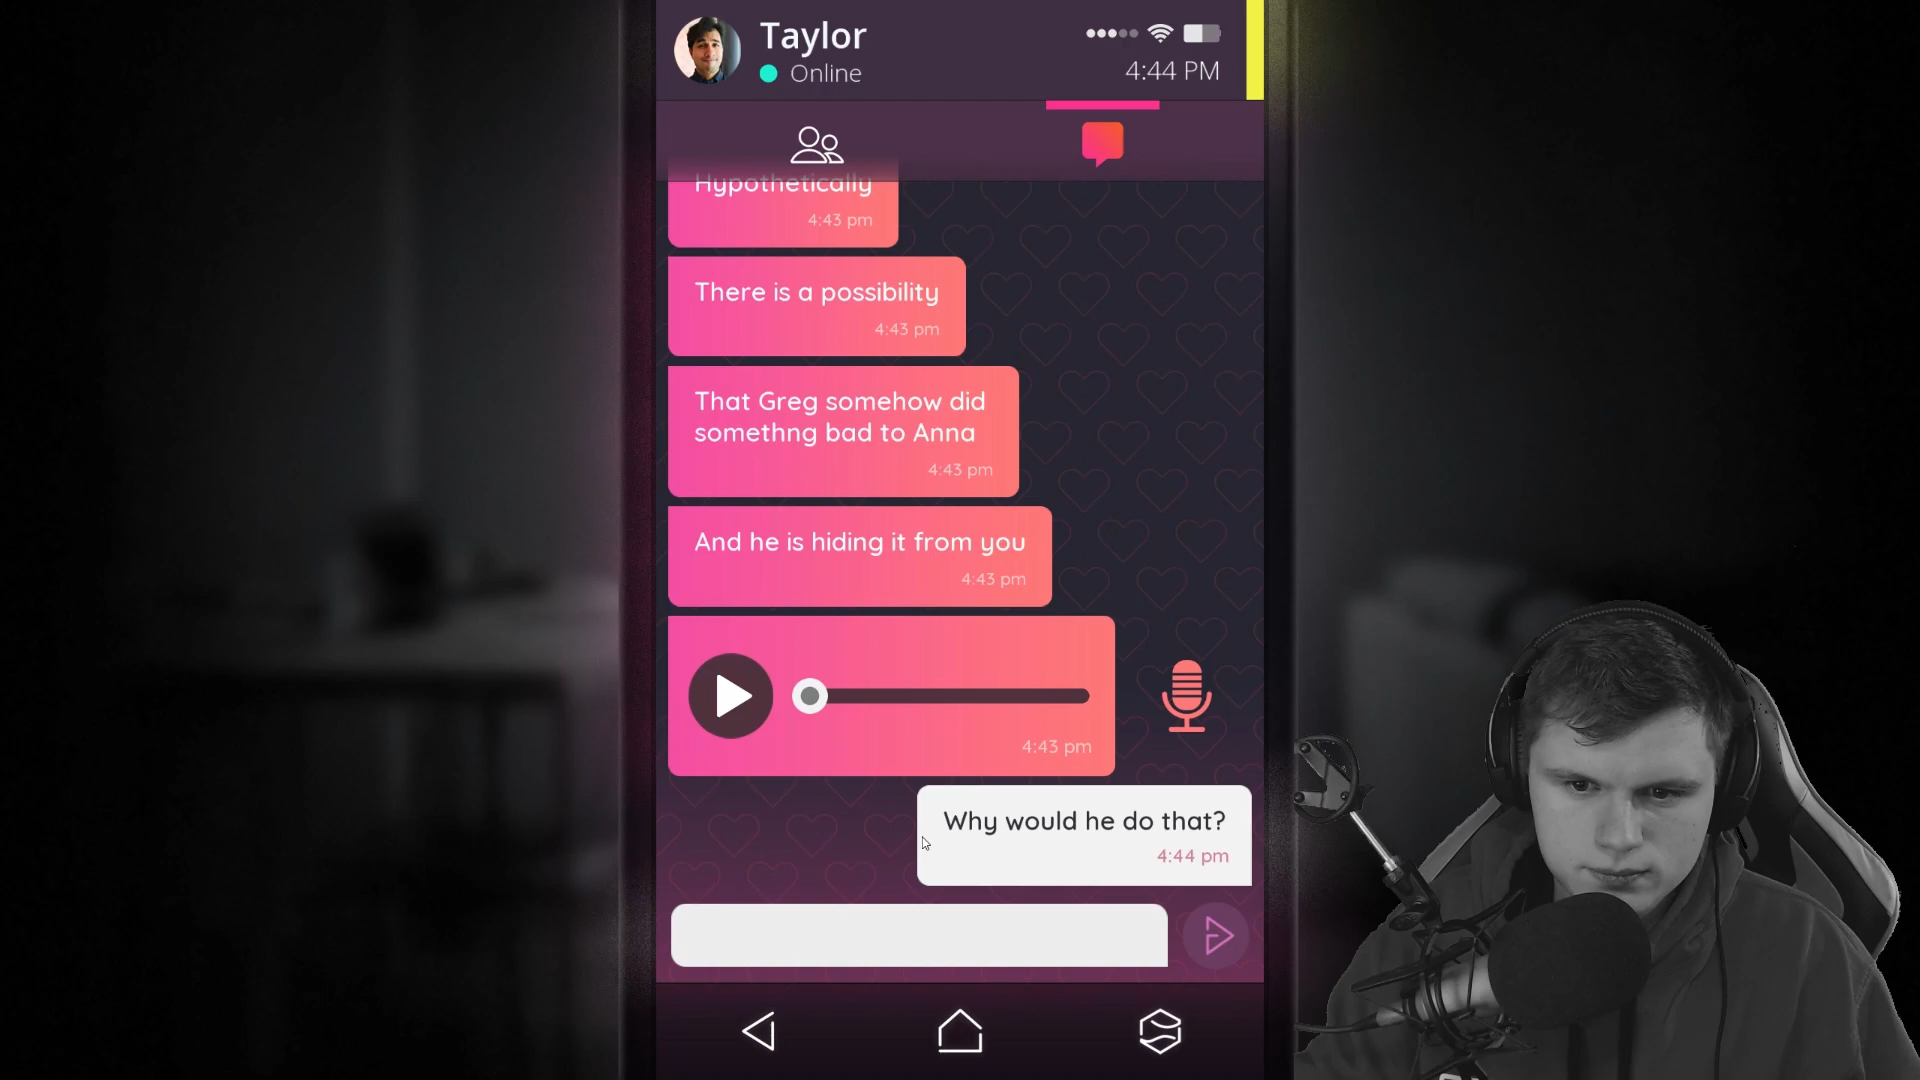 Taylor
Online
4:44 PM
Hypothetically
4:43 pm
There is a possibility
4:43 pm
That Greg somehow did
somethng bad to Anna
4:43 pm
And he is hiding it from you
4:43 pm
4:43 pm
Why would he do that?
4:44 pm